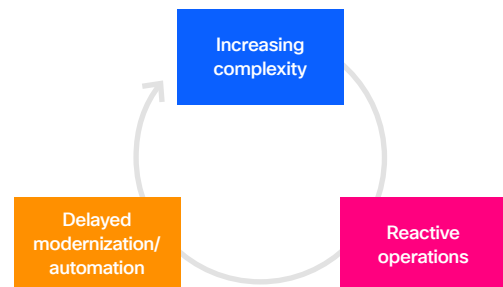 Increasing
complexity
Reactive
operations
Delayed
modernization/
automation